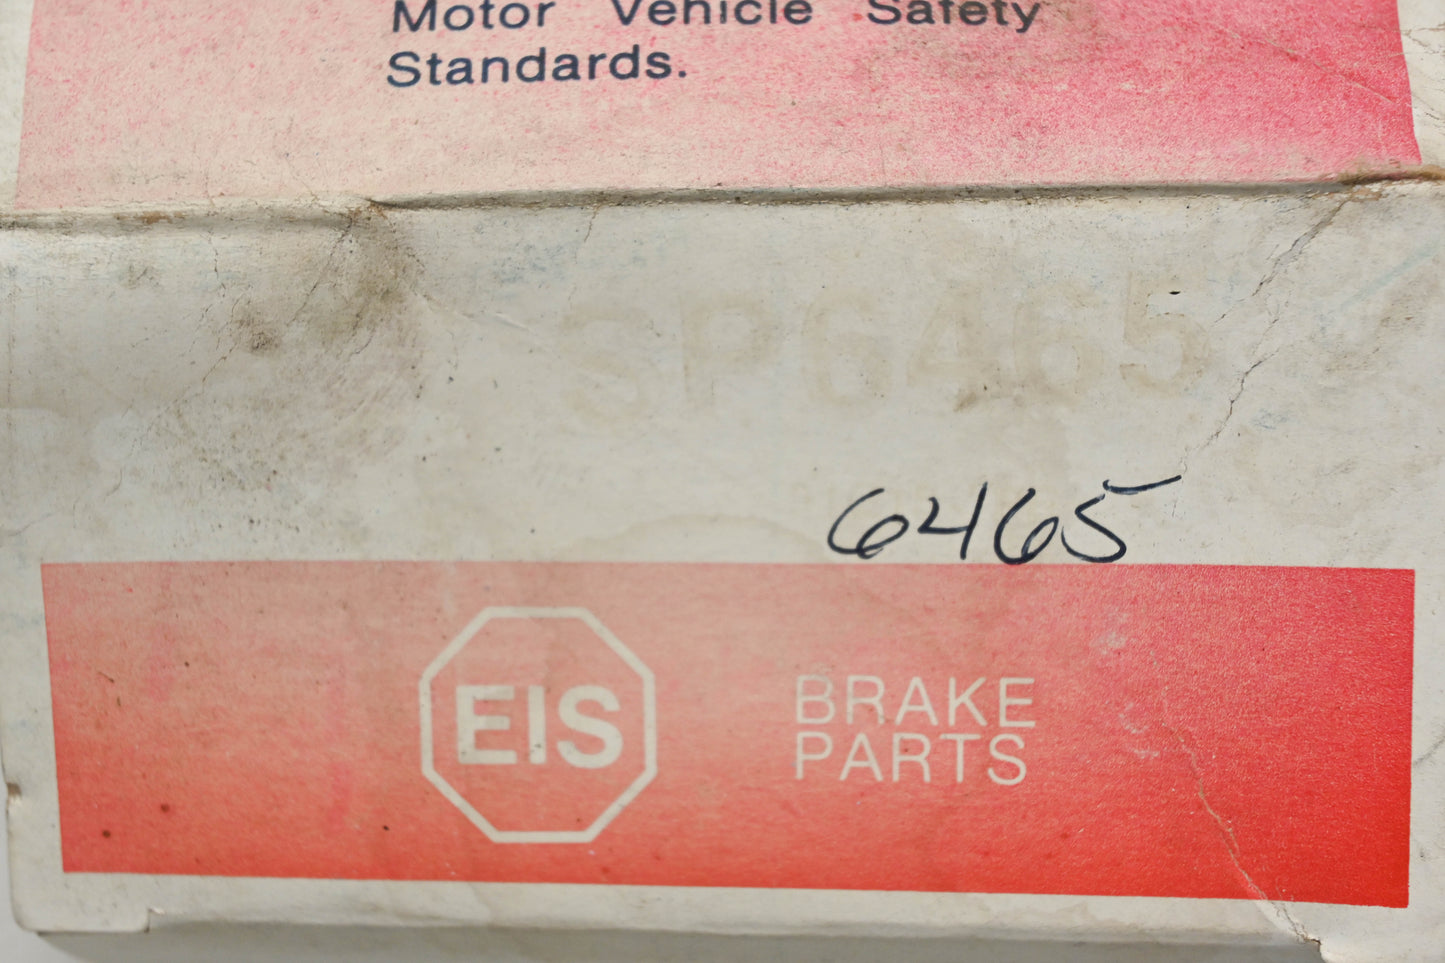 Motor Vehicle Safety
Standards.
SP6465
6465
EIS
BRAKE
PARTS